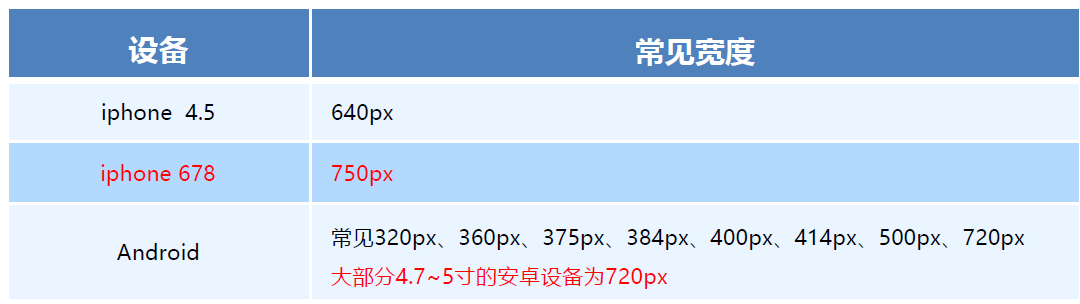 设备 常见宽度
iphone 4.5 640px
iphone 678 750px
Android
常见320px、360px、375px、384px、400px、414px、500px、720px
大部分4.7~5寸的安卓设备为720px